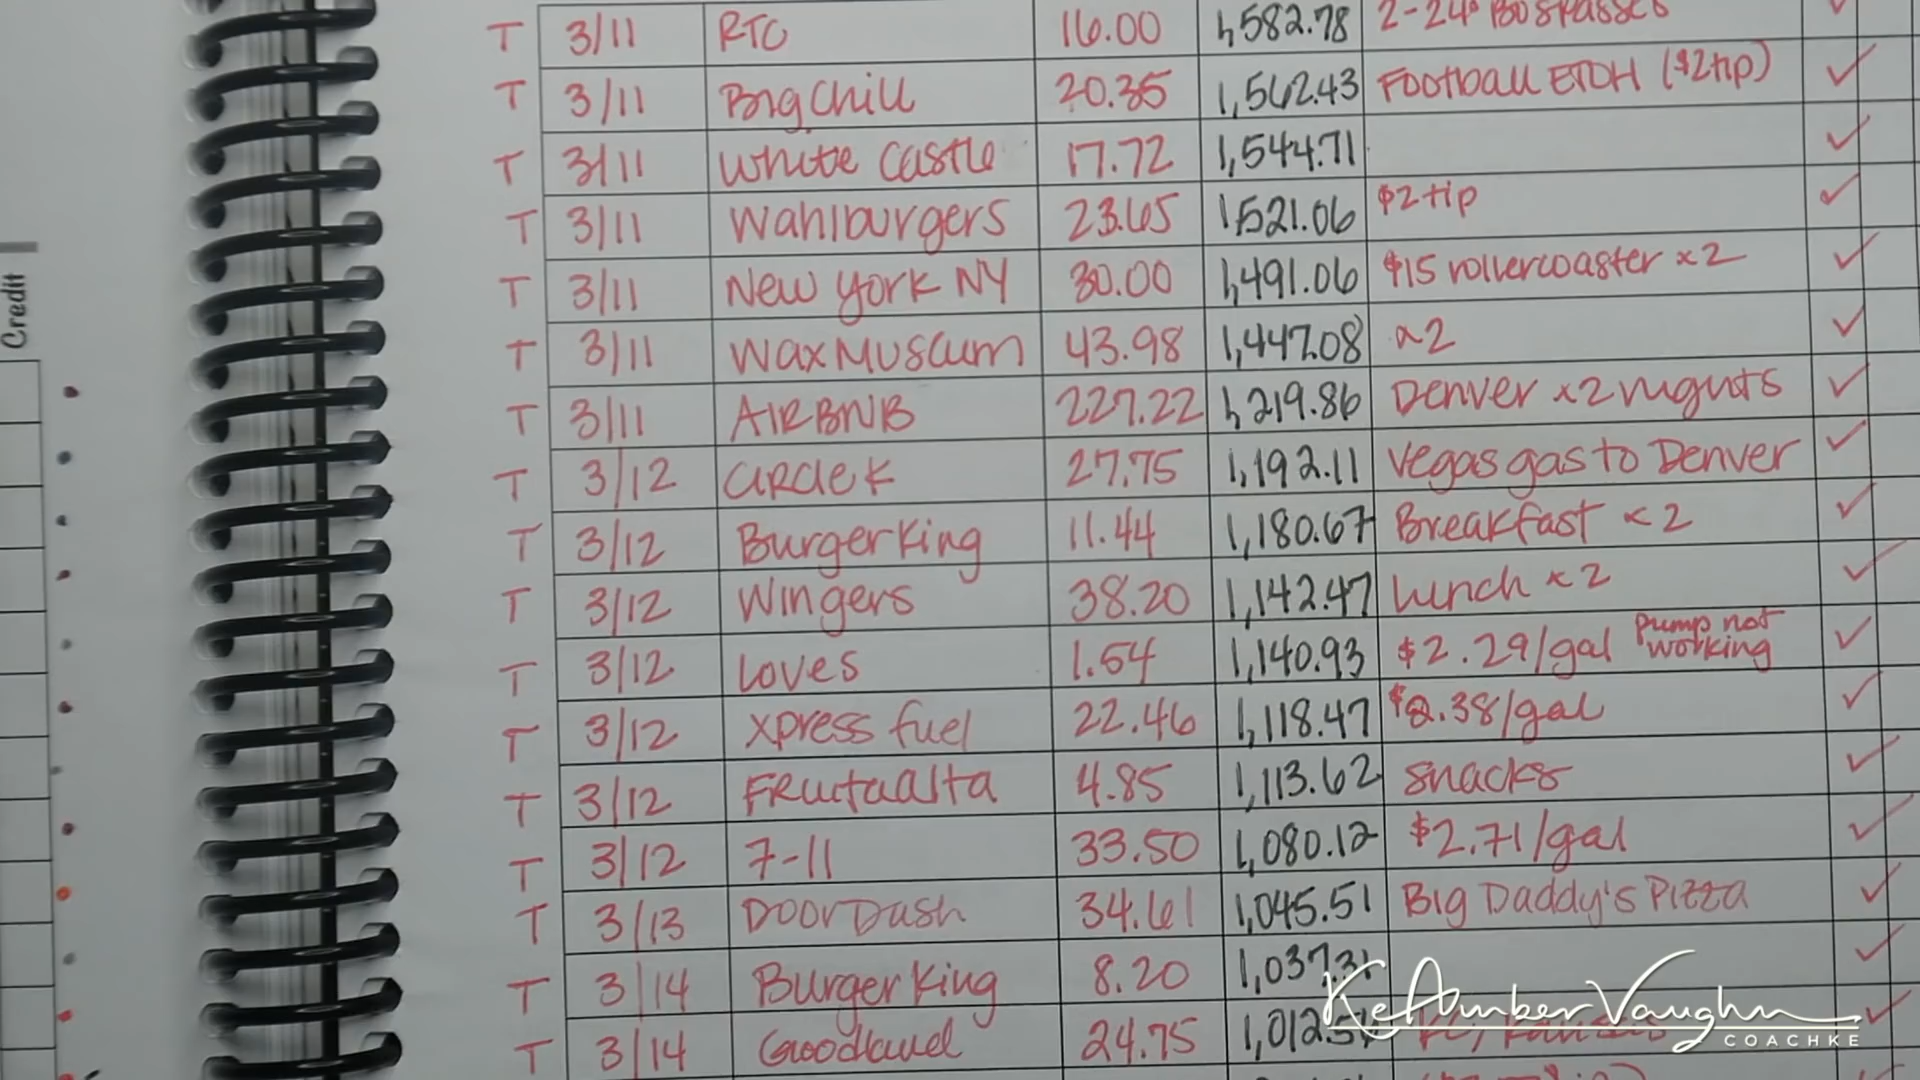 Credit
T 3/11 RTC 16.00 1,582.78
T 3/11 Big Chill 20.35 1,562.43 Football ETOH ($2 tip) ✓
T 3/11 White Castle 17.72 1,544.71 ✓
T 3/11 Wahlburgers 23.65 1521.06 $2 tip ✓
T 3/11 New York NY 30.00 1,491.06 $15 rollercoaster x2 ✓
T 3/11 Wax Museum 43.98 1,447.08 x2 ✓
T 3/11 AIRBNB 227.22 1,219.86 Denver x2 nights ✓
T 3/12 Circle K 27.75 1,192.11 Vegas gas to Denver ✓
T 3/12 Burger King 11.44 1,180.67 Breakfast x2 ✓
T 3/12 Wingers 38.20 1,142.47 Lunch x2 ✓
T 3/12 Loves 1.54 1,140.93 $2.29/gal pump not working ✓
T 3/12 Xpress fuel 22.46 1,118.47 $2.38/gal ✓
T 3/12 4.85 1,113.62 snacks ✓
T 3/12 7-11 33.50 1,080.12 $2.71/gal ✓
T 3/13 DoorDash 34.61 1,045.51 Big Daddy's Pizza ✓
T 3/14 Burger King 8.20 1,037.31 ✓
T 3/14 24.75
KeAmber Vaughn
COACHKE